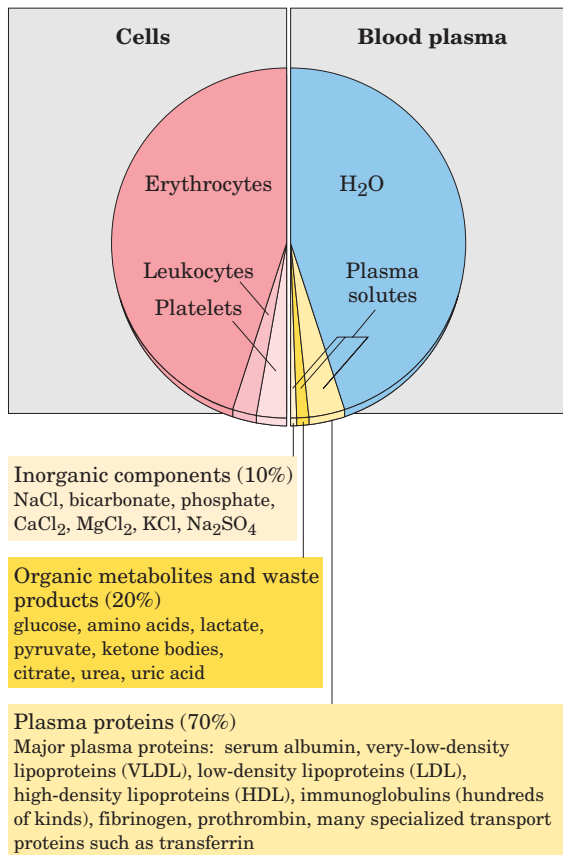 Cells
Blood plasma
Erythrocytes
H₂O
Leukocytes
Platelets
Plasma
solutes
Inorganic components (10%)
NaCl, bicarbonate, phosphate,
CaCl₂, MgCl₂, KCl, Na₂SO₄
Organic metabolites and waste
products (20%)
glucose, amino acids, lactate,
pyruvate, ketone bodies,
citrate, urea, uric acid
Plasma proteins (70%)
Major plasma proteins: serum albumin, very-low-density
lipoproteins (VLDL), low-density lipoproteins (LDL),
high-density lipoproteins (HDL), immunoglobulins (hundreds
of kinds), fibrinogen, prothrombin, many specialized transport
proteins such as transferrin